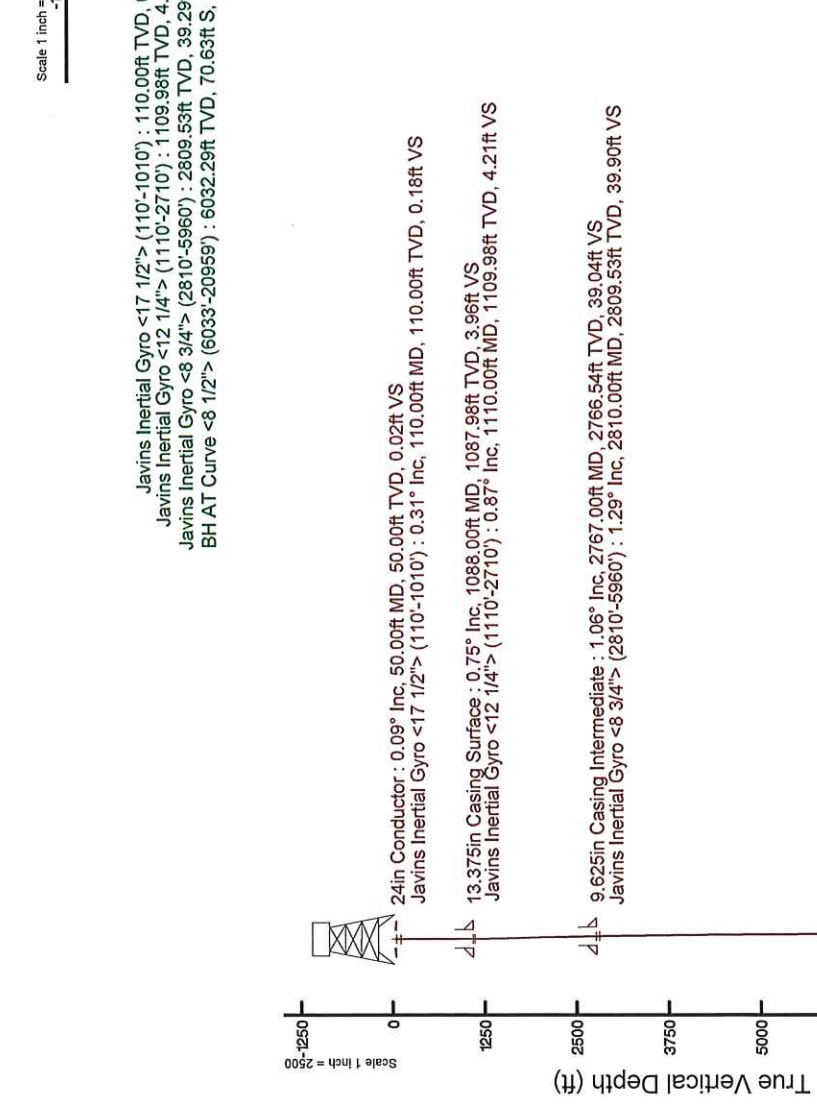 Scale 1 inch =
Javins Inertial Gyro <17 1/2"> (110'-1010') : 110.00ft TVD,
Javins Inertial Gyro <12 1/4"> (1110'-2710') : 1109.98ft TVD, 4.
Javins Inertial Gyro <8 3/4"> (2810'-5960') : 2809.53ft TVD, 39.29
BH AT Curve <8 1/2"> (6033'-20959') : 6032.29ft TVD, 70.63ft S,
24in Conductor : 0.09° Inc, 50.00ft MD, 50.00ft TVD, 0.02ft VS
Javins Inertial Gyro <17 1/2"> (110'-1010') : 0.31° Inc, 110.00ft MD, 110.00ft TVD, 0.18ft VS
13.375in Casing Surface : 0.75° Inc, 1088.00ft MD, 1087.98ft TVD, 3.96ft VS
Javins Inertial Gyro <12 1/4"> (1110'-2710') : 0.87° Inc, 1110.00ft MD, 1109.98ft TVD, 4.21ft VS
9.625in Casing Intermediate : 1.06° Inc, 2767.00ft MD, 2766.54ft TVD, 39.04ft VS
Javins Inertial Gyro <8 3/4"> (2810'-5960') : 1.29° Inc, 2810.00ft MD, 2809.53ft TVD, 39.90ft VS
-1250
0
1250
2500
3750
5000
Scale 1 inch = 2500
True Vertical Depth (ft)